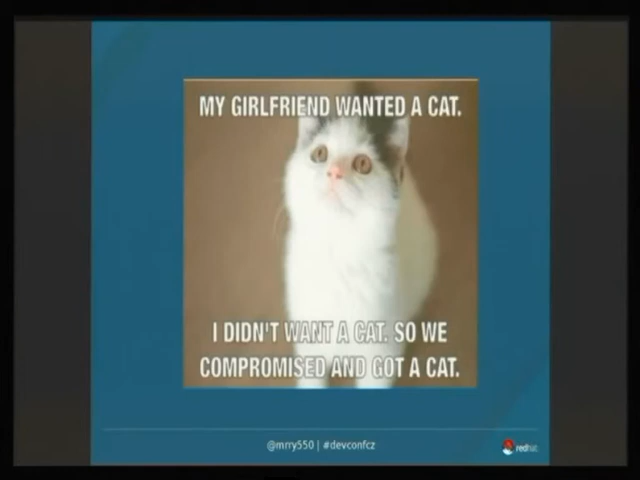 MY GIRLFRIEND WANTED A CAT.
I DIDN'T WANT A CAT. SO WE
COMPROMISED AND GOT A CAT.
@mrry550 | #devconfcz
redhat